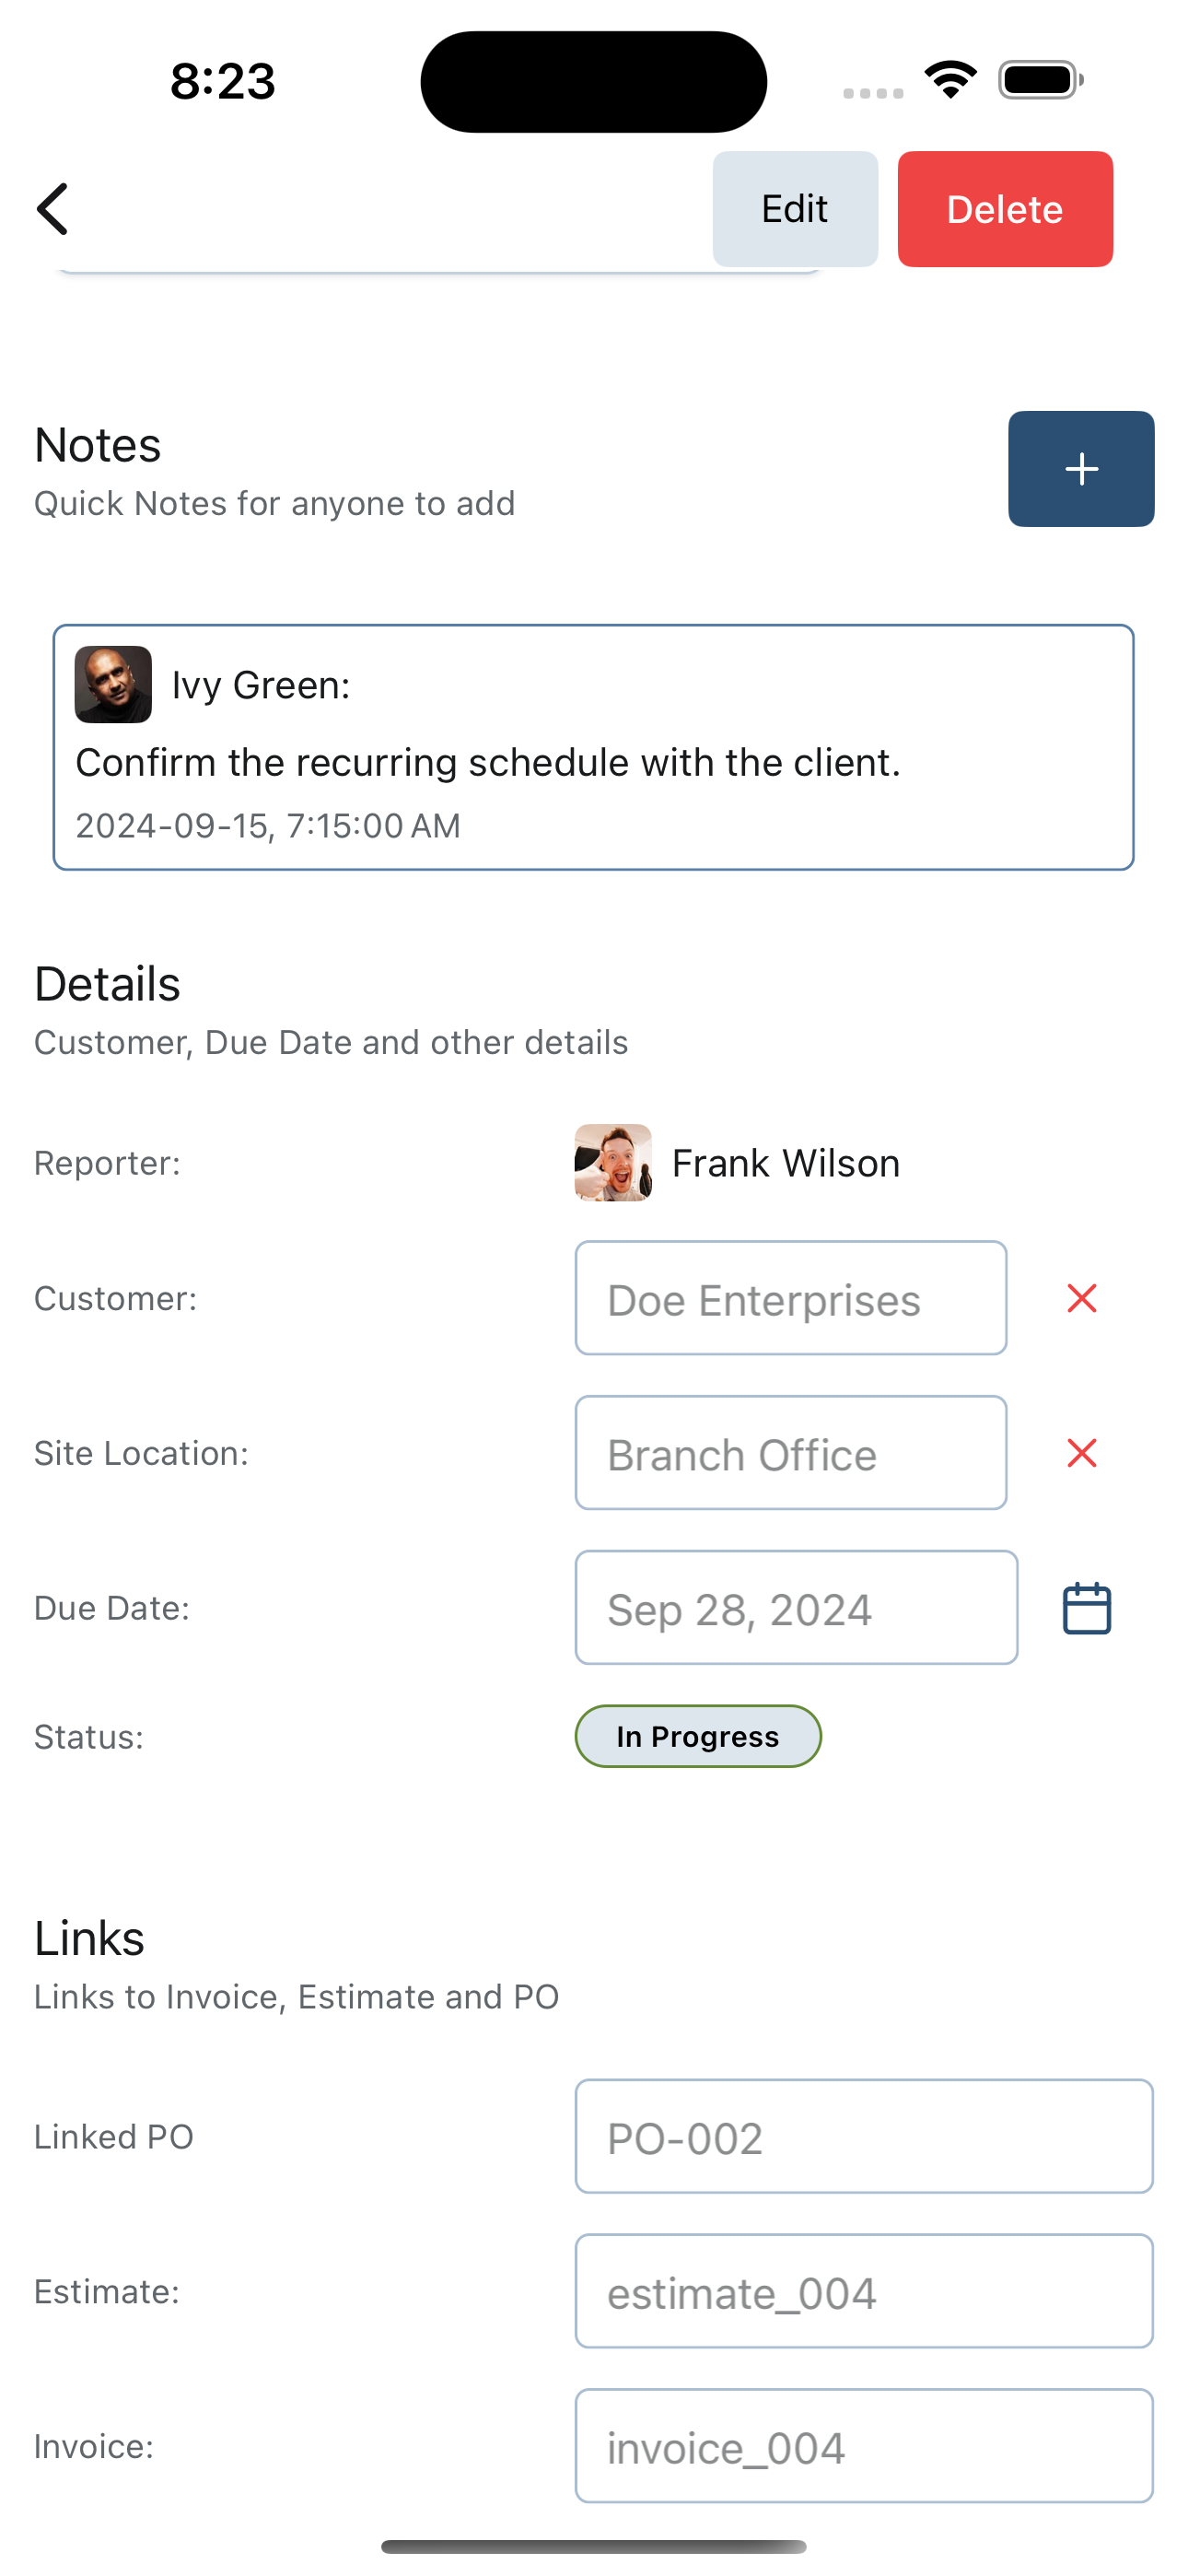 8:23
Edit
Delete
Notes
Quick Notes for anyone to add
+
Ivy Green:
Confirm the recurring schedule with the client.
2024-09-15, 7:15:00 AM
Details
Customer, Due Date and other details
Reporter:
Frank Wilson
Customer:
Doe Enterprises
Site Location:
Branch Office
Due Date:
Sep 28, 2024
Status:
In Progress
Links
Links to Invoice, Estimate and PO
Linked PO
PO-002
Estimate:
estimate_004
Invoice:
invoice_004